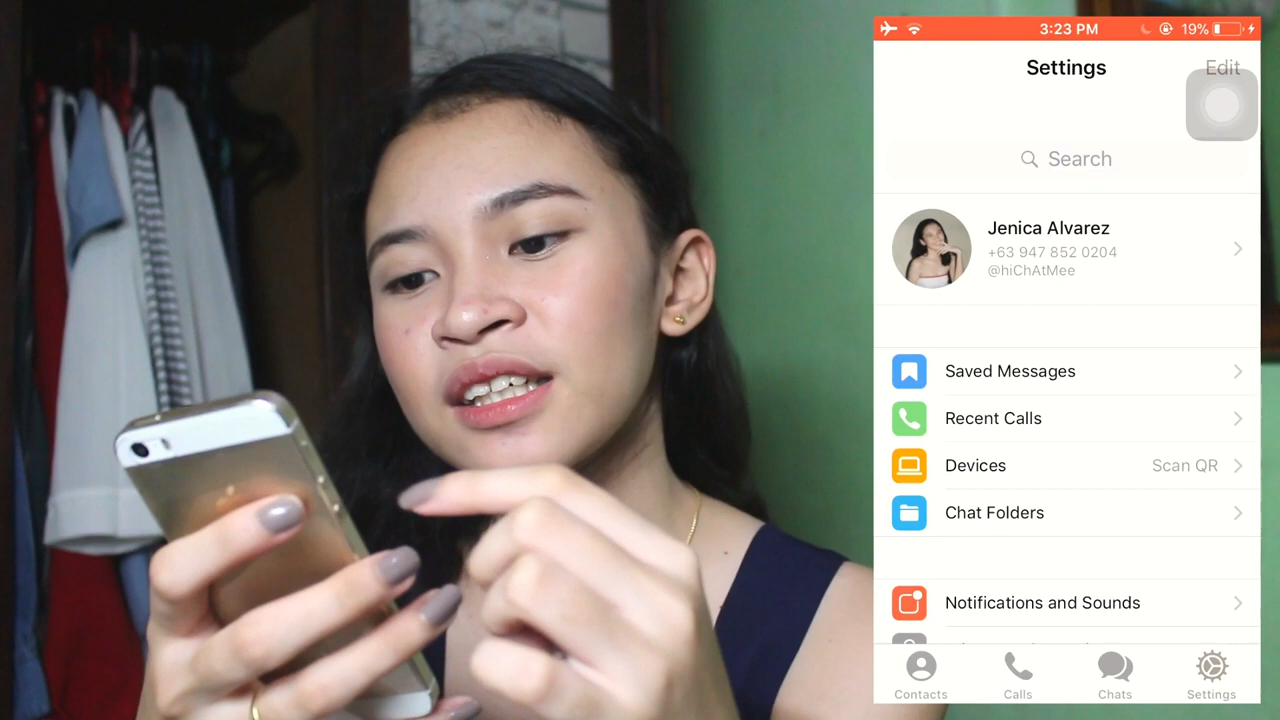 3:23 PM
19%
Settings
Edit
Search
Jenica Alvarez
+63 947 852 0204
@hiChAtMee
Saved Messages
Recent Calls
Devices
Scan QR
Chat Folders
Notifications and Sounds
Contacts
Calls
Chats
Settings